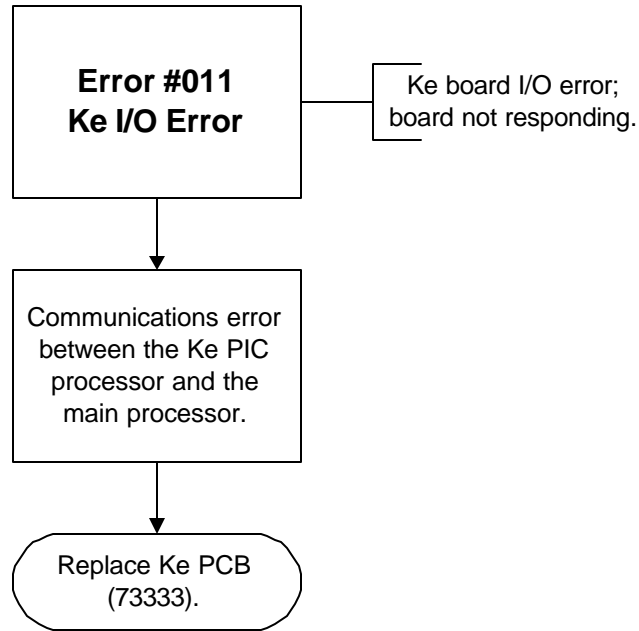 Error #011
Ke I/O Error
Ke board I/O error;
board not responding.
Communications error
between the Ke PIC
processor and the
main processor.
Replace Ke PCB
(73333).